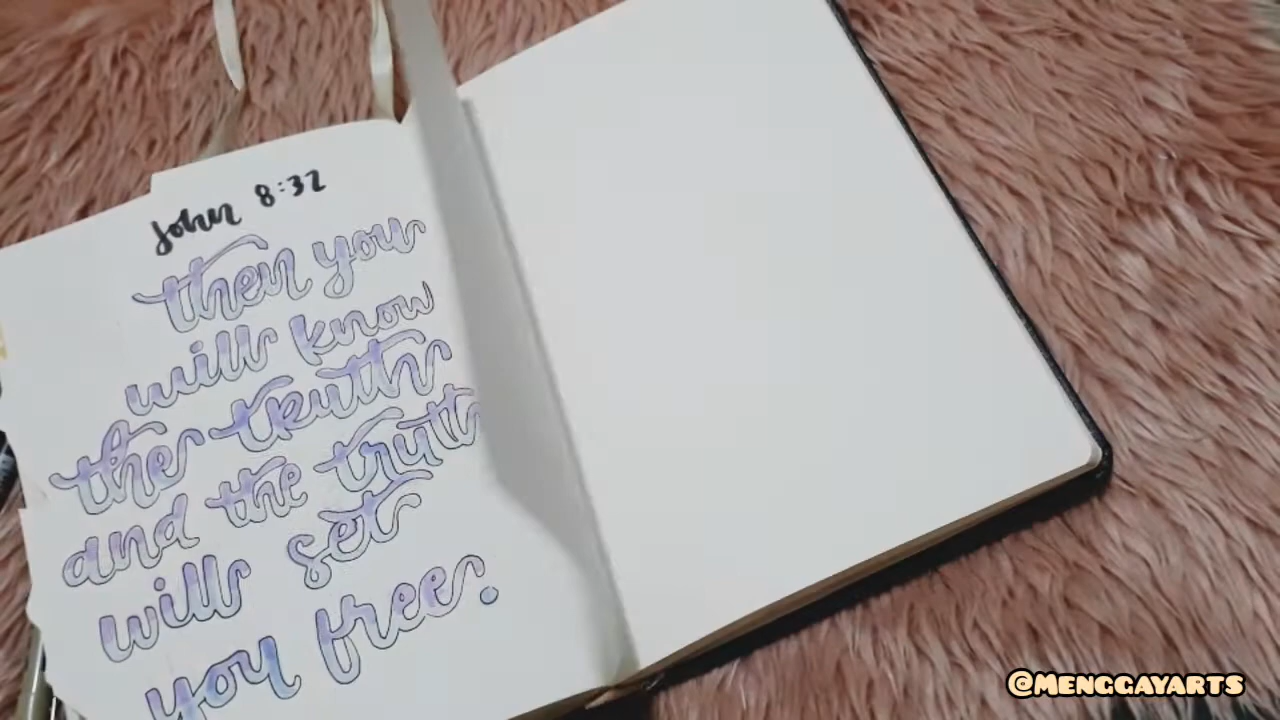 John 8:32
then you
will know
the truth
and the truth
will set
you free.
@MENGGAYARTS